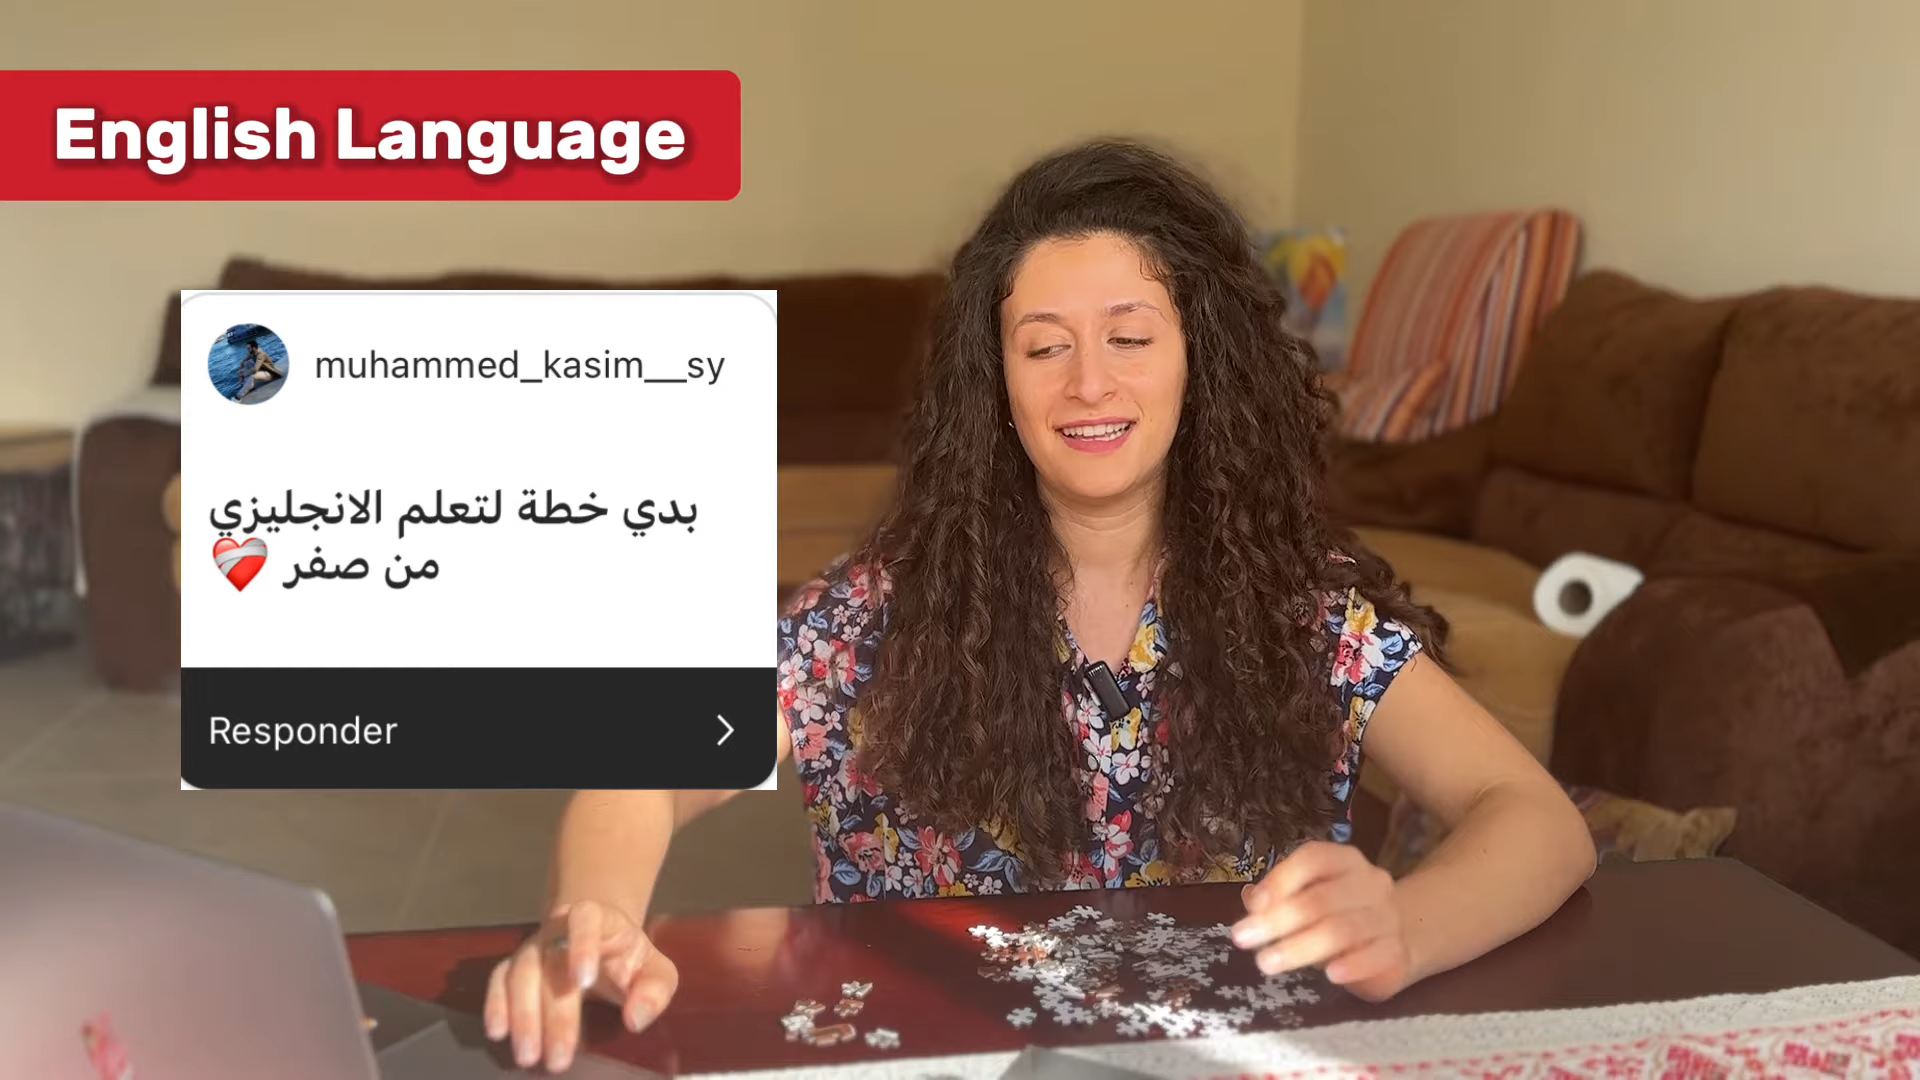 English Language
muhammed_kasim__sy
بدي خطة لتعلم الانجليزي
من صفر ❤️‍🩹
Responder